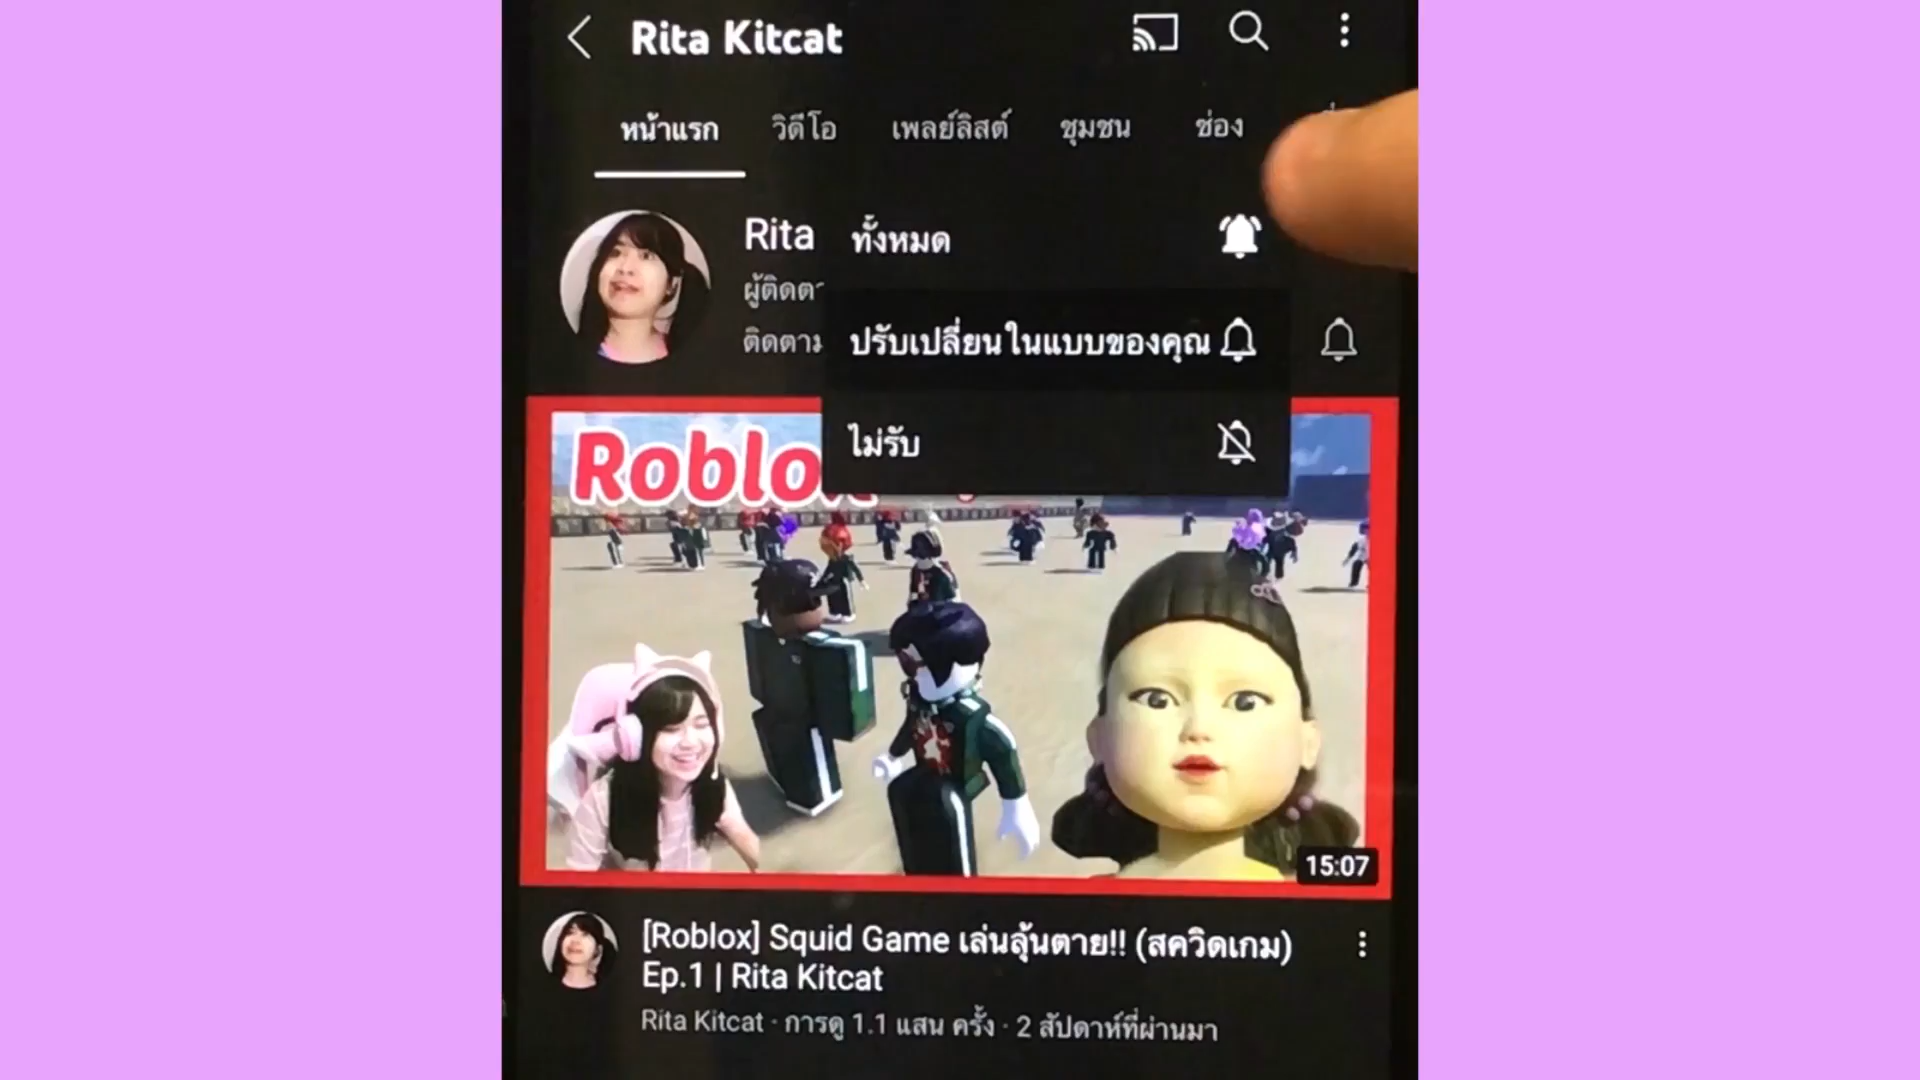 Rita Kitcat
หน้าแรก วิดีโอ เพลย์ลิสต์ ชุมชน ช่อง
Rita
ทั้งหมด
ปรับเปลี่ยนในแบบของคุณ
ติดตาม
ไม่รับ
15:07
[Roblox] Squid Game เล่นลุ้นตาย!! (สควิดเกม)
Ep.1 | Rita Kitcat
Rita Kitcat · การดู 1.1 แสน ครั้ง · 2 สัปดาห์ที่ผ่านมา